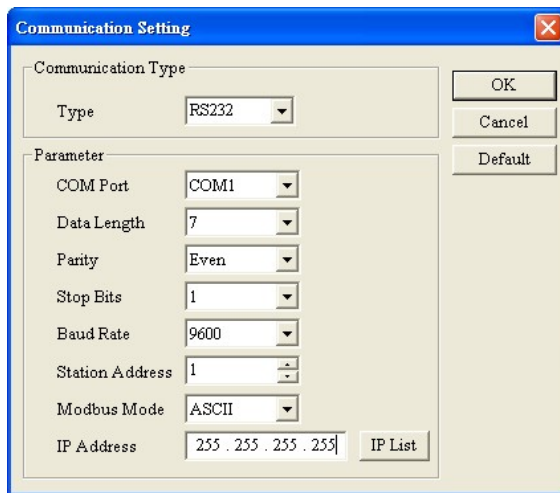 Communication Setting
Communication Type
Type RS232
OK
Cancel
Default
Parameter
COM Port COM1
Data Length 7
Parity Even
Stop Bits 1
Baud Rate 9600
Station Address 1
Modbus Mode ASCII
IP Address 255 . 255 . 255 . 255 IP List